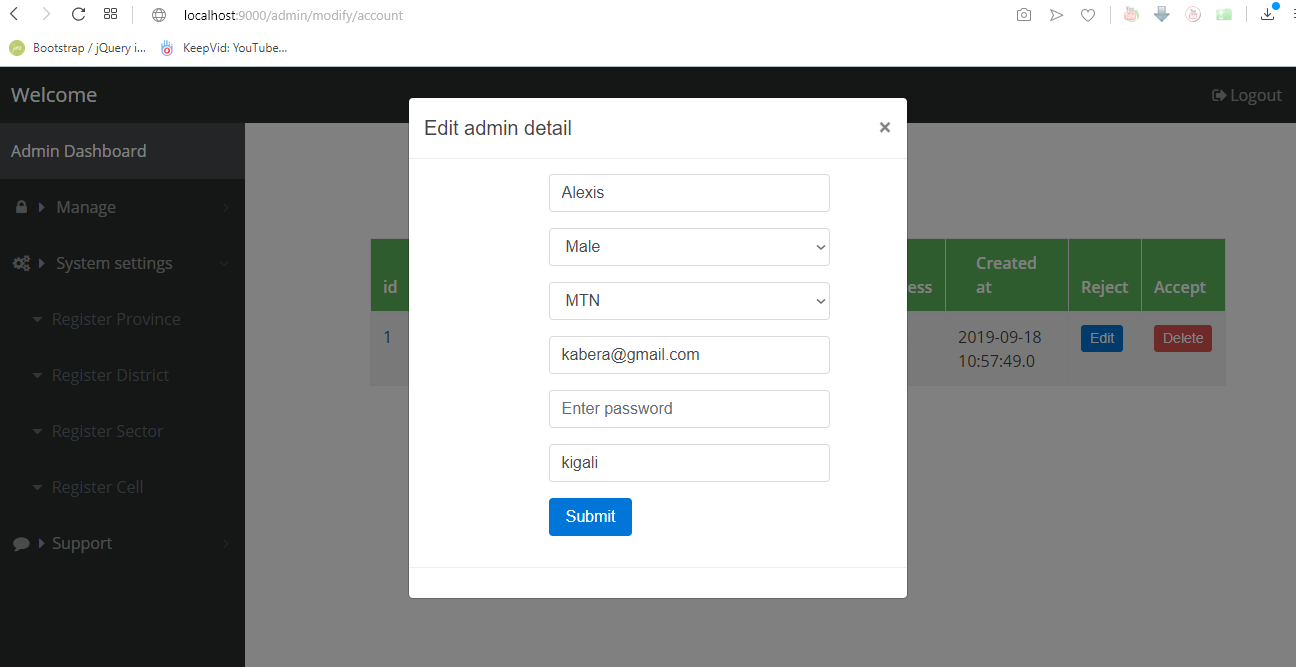 localhost:9000/admin/modify/account
Bootstrap / jQuery i...
KeepVid: YouTube...
Welcome
Logout
Admin Dashboard
Manage
System settings
Register Province
Register District
Register Sector
Register Cell
Support
Edit admin detail
×
Alexis
Male
MTN
kabera@gmail.com
Enter password
kigali
Submit
id
ess
Created
at
Reject
Accept
1
2019-09-18
10:57:49.0
Edit
Delete